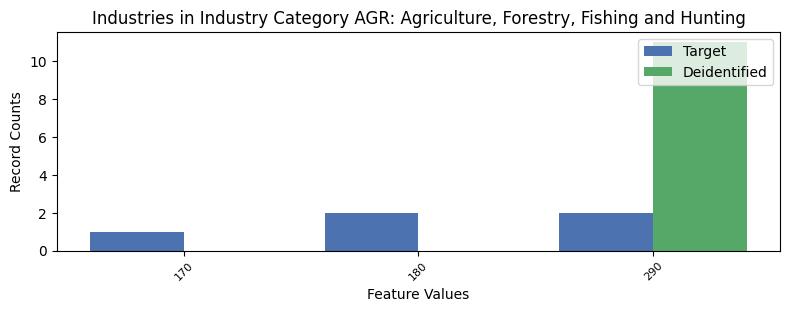 Industries in Industry Category AGR: Agriculture, Forestry, Fishing and Hunting
Target
Deidentified
Record Counts
10
8
6
4
2
0
170
180
290
Feature Values